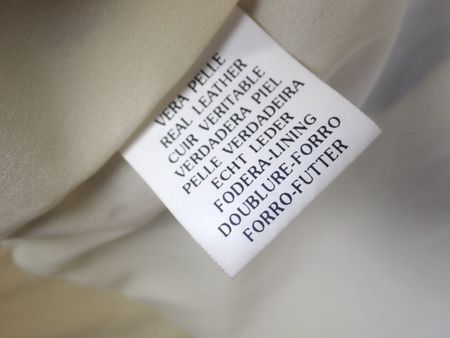 VERA PELLE
REAL LEATHER
CUIR VERITABLE
VERDADERA PIEL
PELLE VERDADEIRA
ECHT LEDER
FODERA-LINING
DOUBLURE-FORRO
FORRO-FUTTER